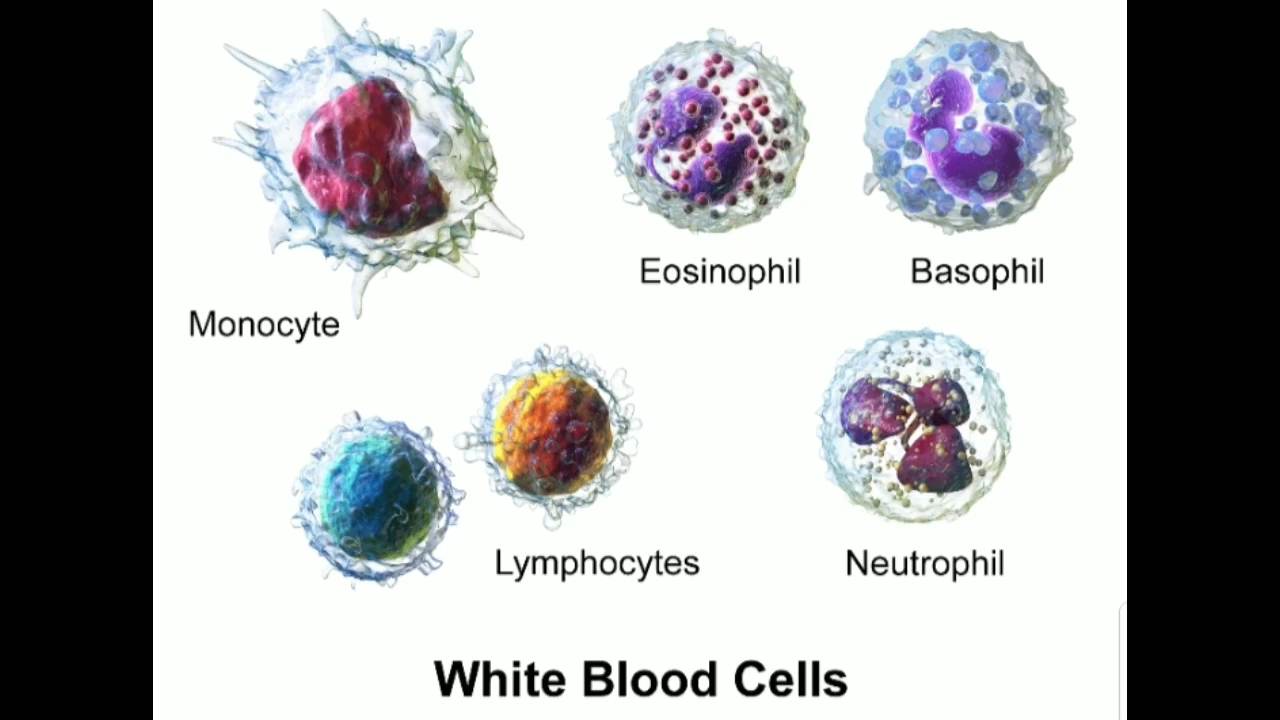 Eosinophil
Basophil
Monocyte
Lymphocytes
Neutrophil
White Blood Cells